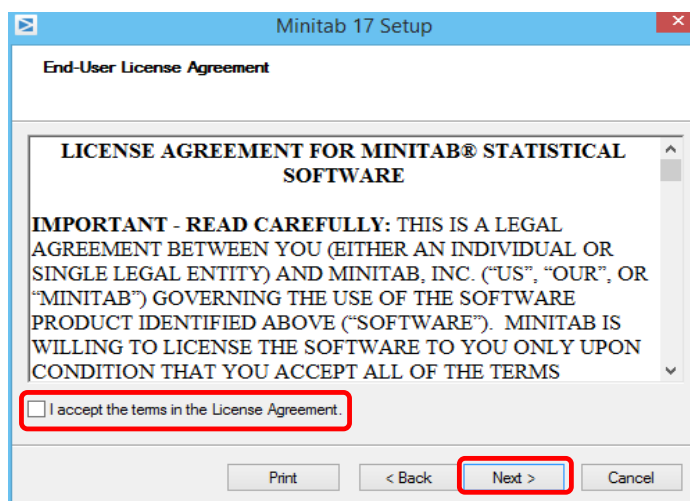 Minitab 17 Setup
End-User License Agreement
LICENSE AGREEMENT FOR MINITAB® STATISTICAL
SOFTWARE
IMPORTANT - READ CAREFULLY: THIS IS A LEGAL
AGREEMENT BETWEEN YOU (EITHER AN INDIVIDUAL OR
SINGLE LEGAL ENTITY) AND MINITAB, INC. (“US”, “OUR”, OR
“MINITAB”) GOVERNING THE USE OF THE SOFTWARE
PRODUCT IDENTIFIED ABOVE (“SOFTWARE”).  MINITAB IS
WILLING TO LICENSE THE SOFTWARE TO YOU ONLY UPON
CONDITION THAT YOU ACCEPT ALL OF THE TERMS
I accept the terms in the License Agreement.
Print < Back Next > Cancel